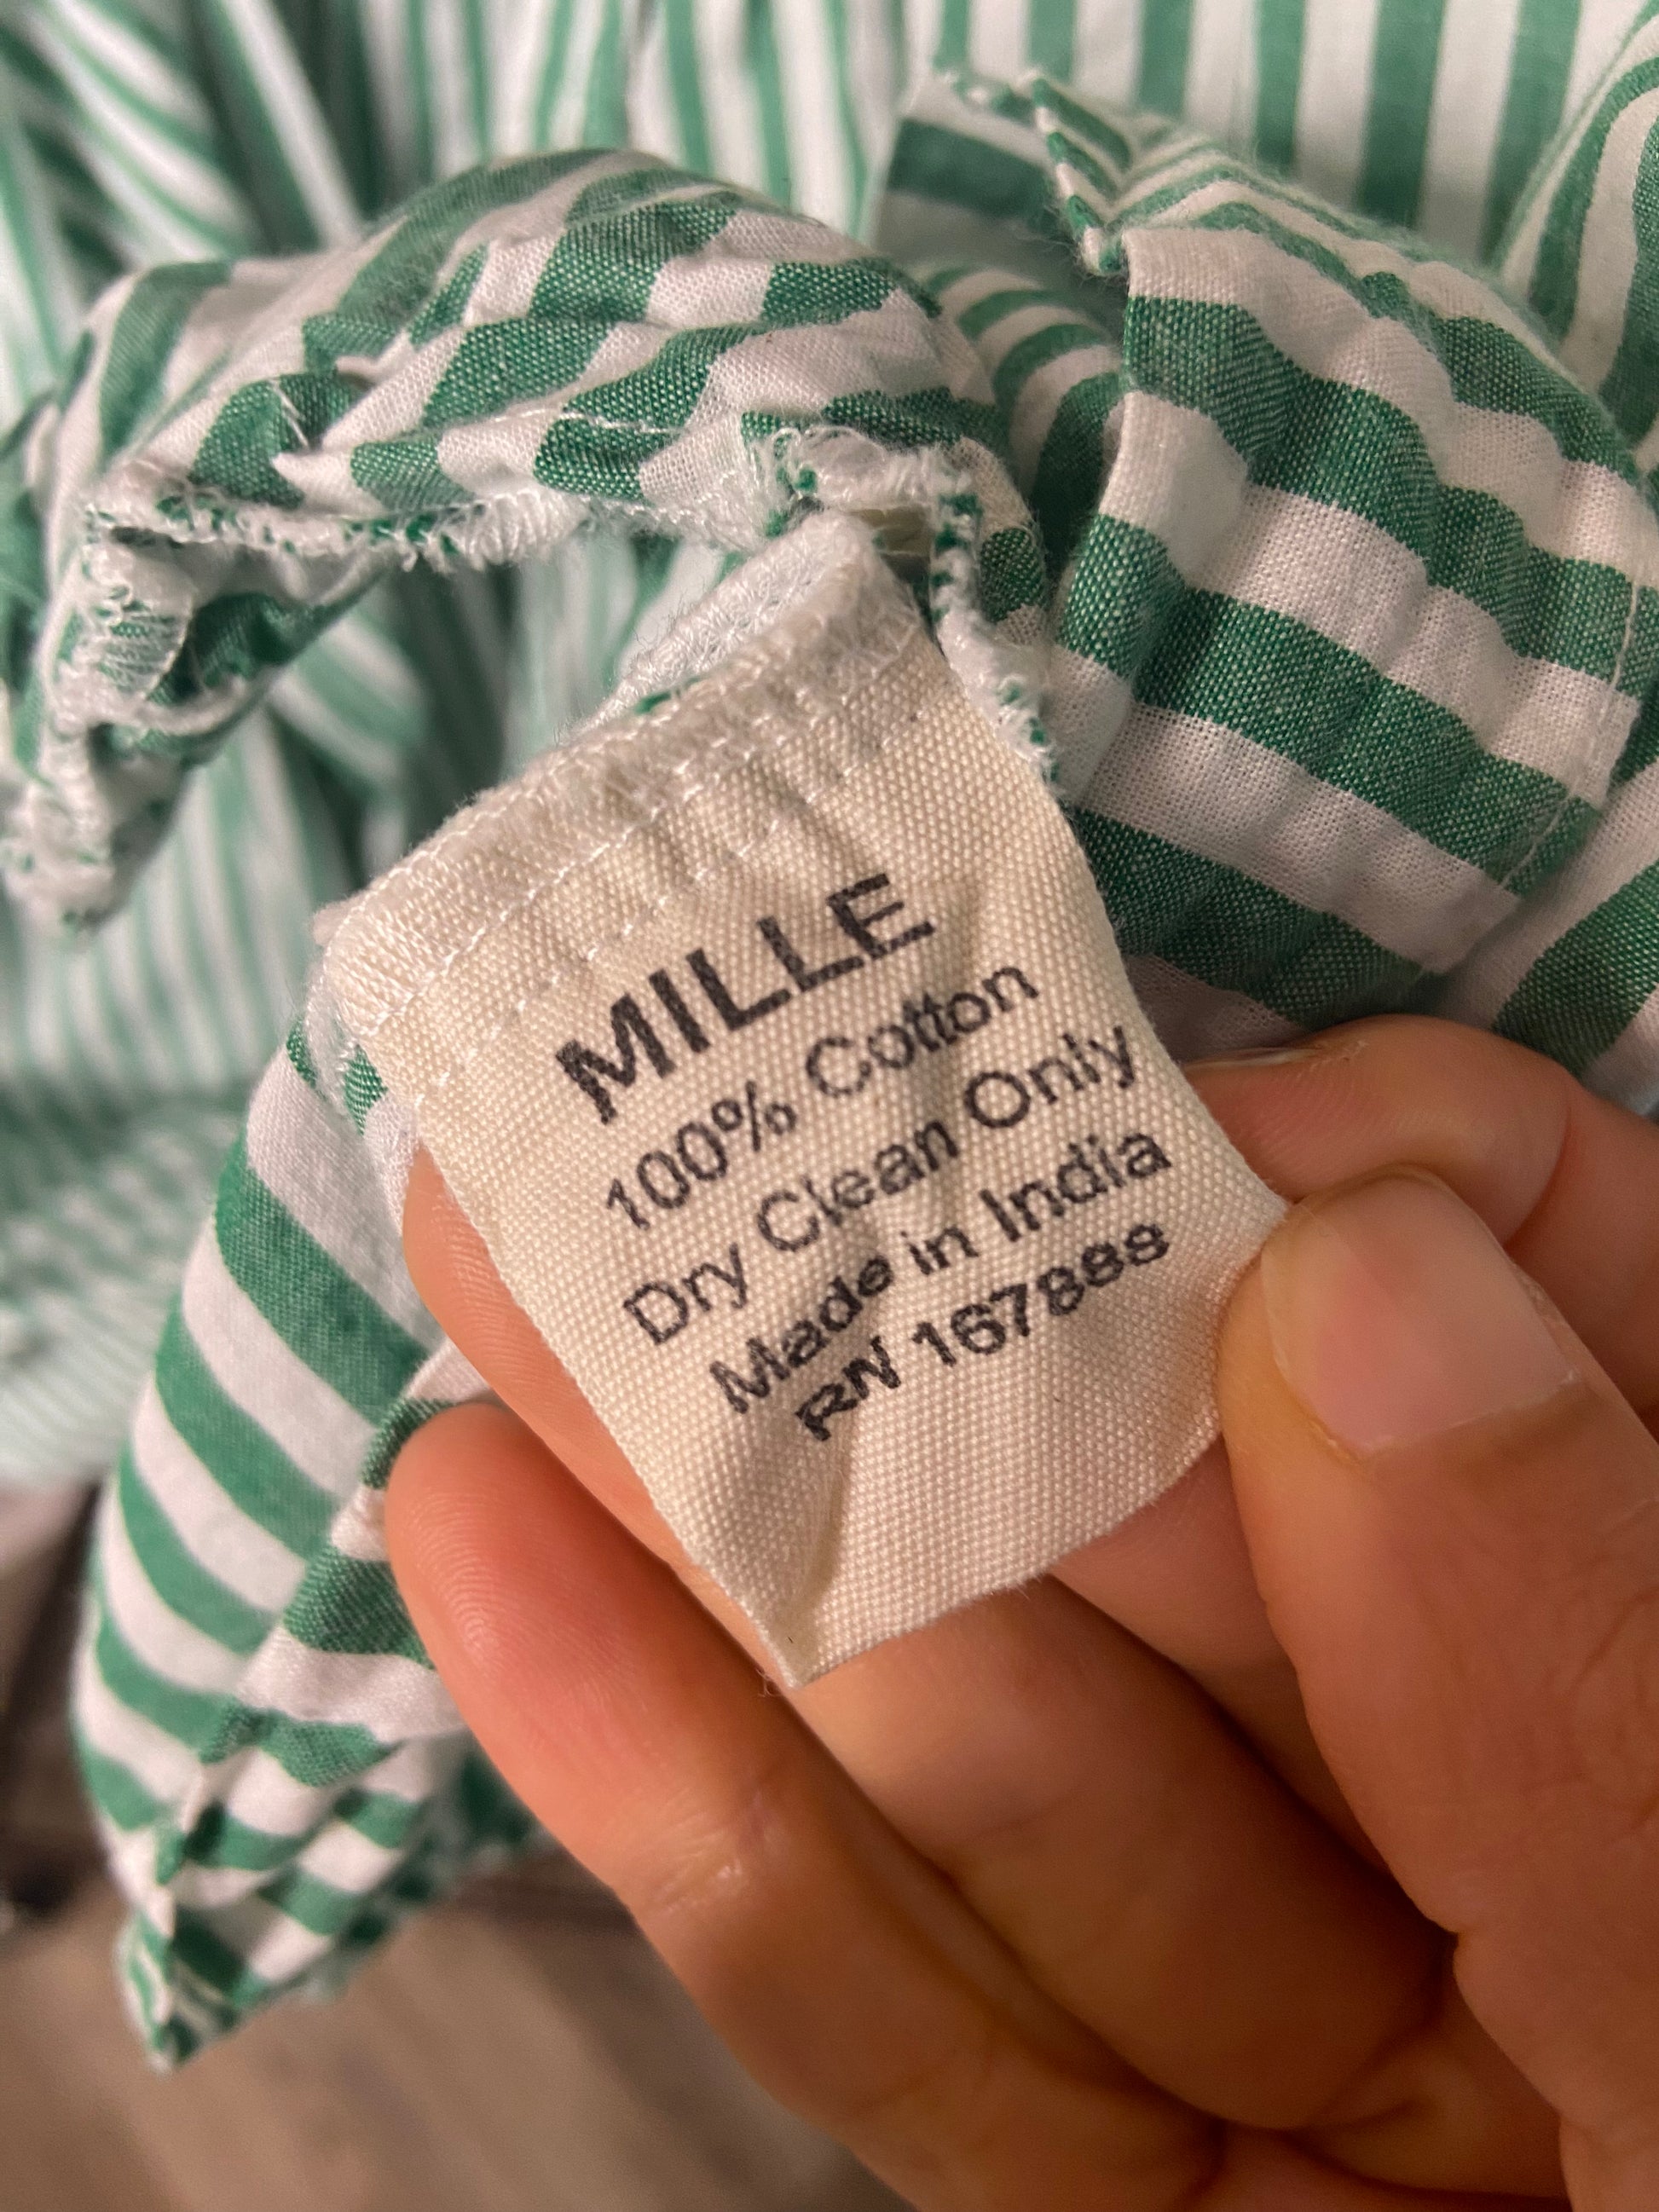 MILLE
100% Cotton
Dry Clean Only
Made in India
RN 167888